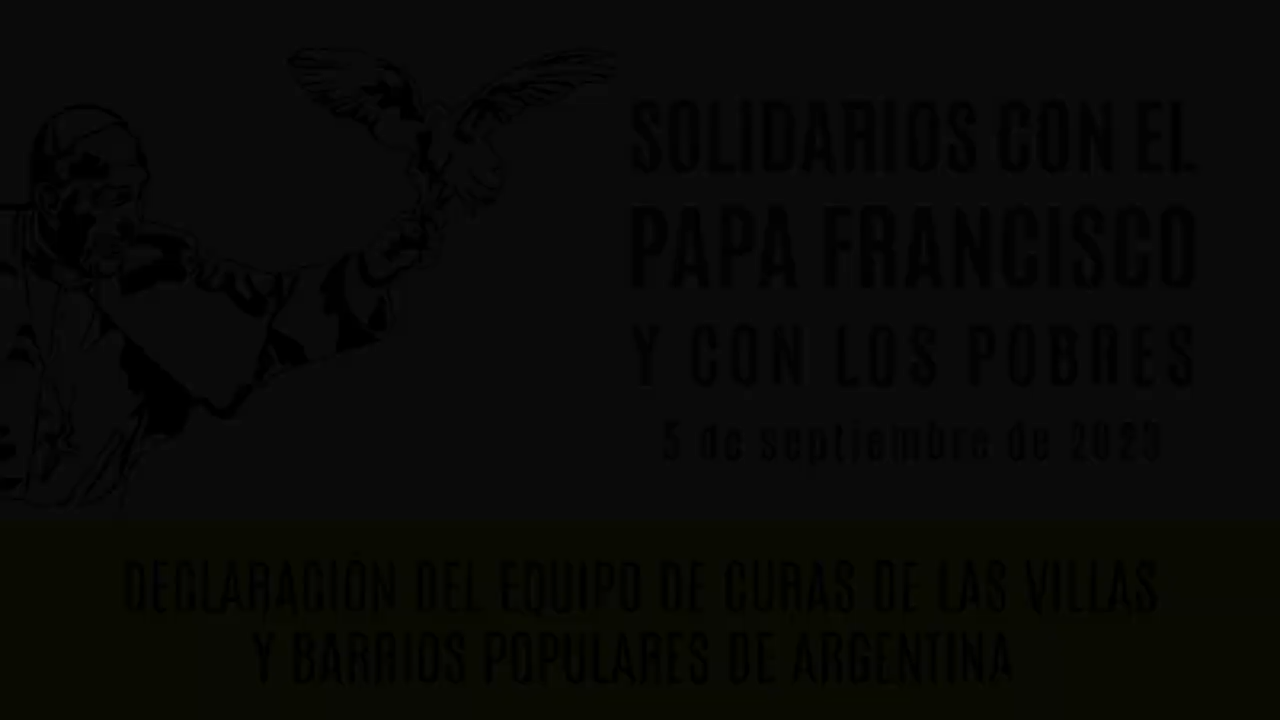 SOLIDARIOS CON EL
PAPA FRANCISCO
Y CON LOS POBRES
5 de septiembre de 2023
DECLARACIÓN DEL EQUIPO DE CURAS DE LAS VILLAS
Y BARRIOS POPULARES DE ARGENTINA